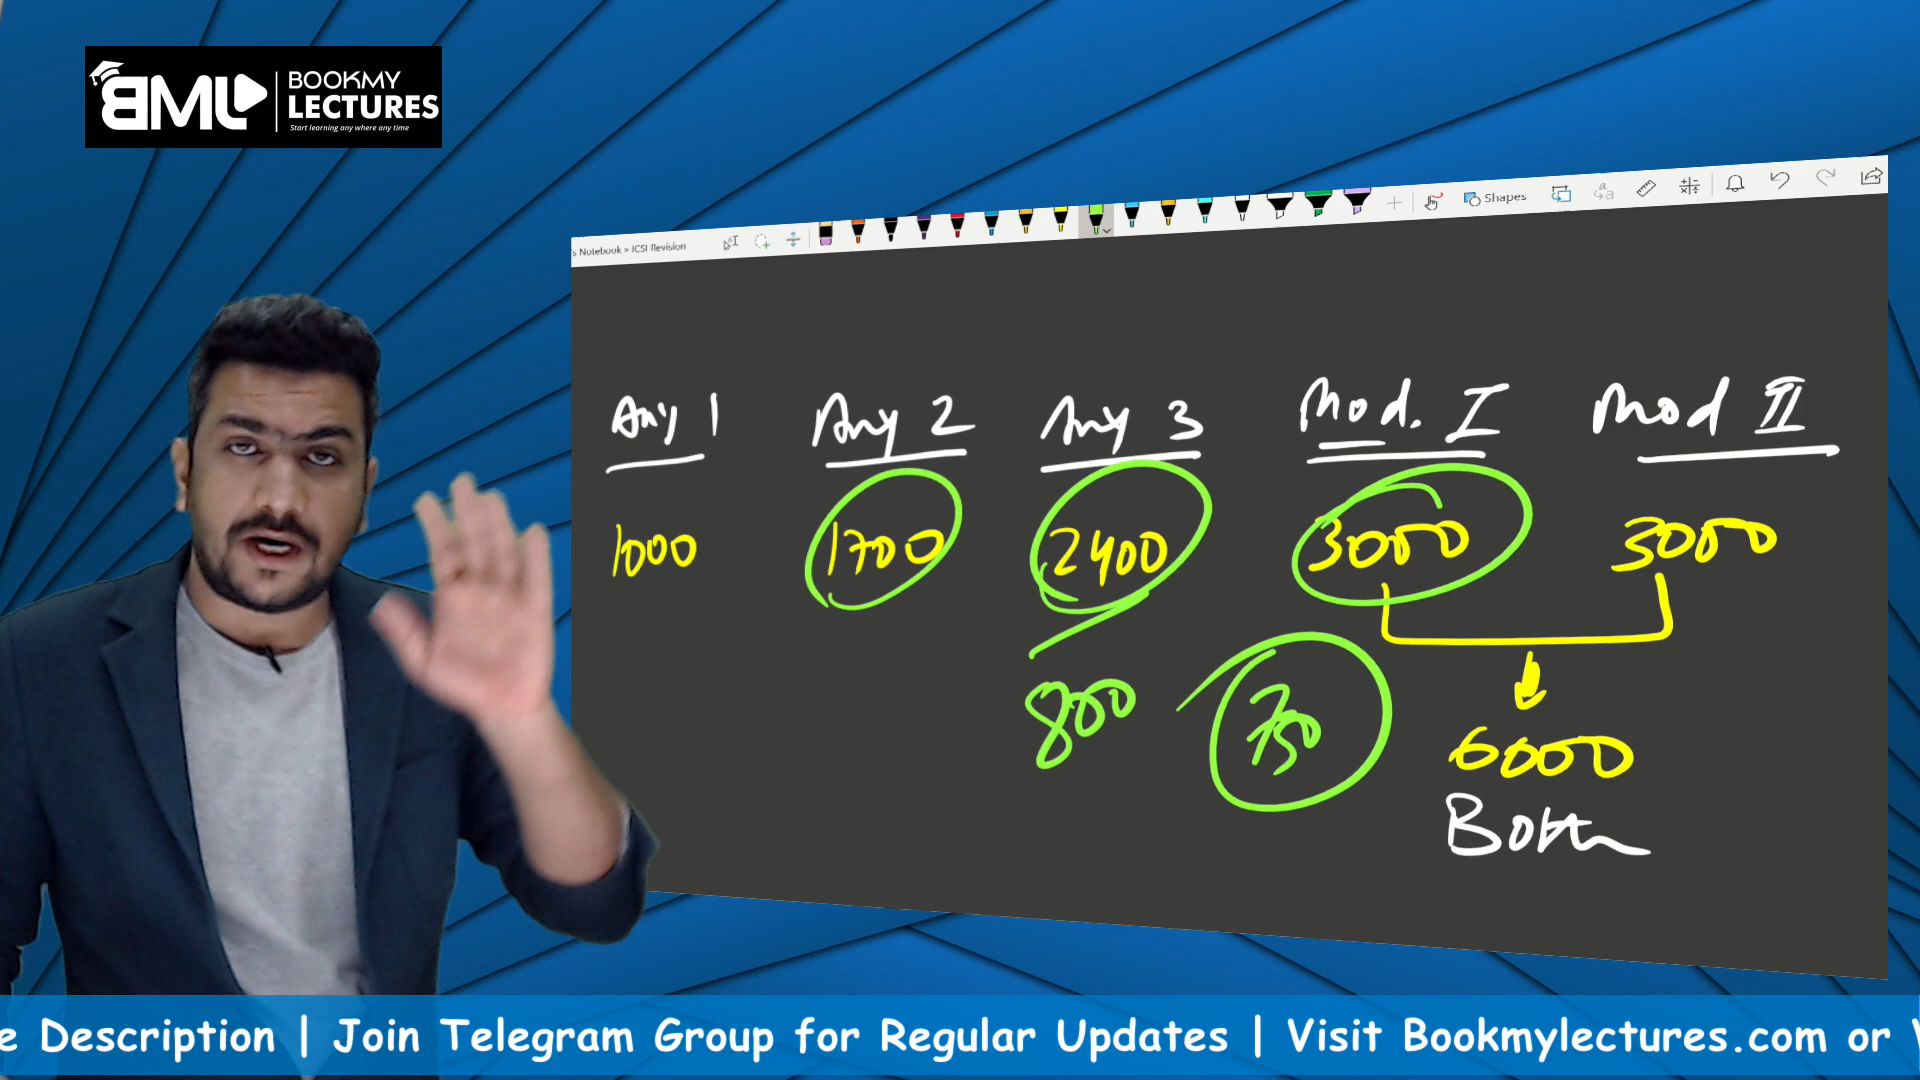 BML
BOOKMY
LECTURES
Start learning any where any time
s Notebook » ICSI Revision
Shapes
Any 1 Any 2 Any 3 Mod. I Mod II
1000 1700 2400 3000 3000
800 750 6000
Both
e Description | Join Telegram Group for Regular Updates | Visit Bookmylectures.com or